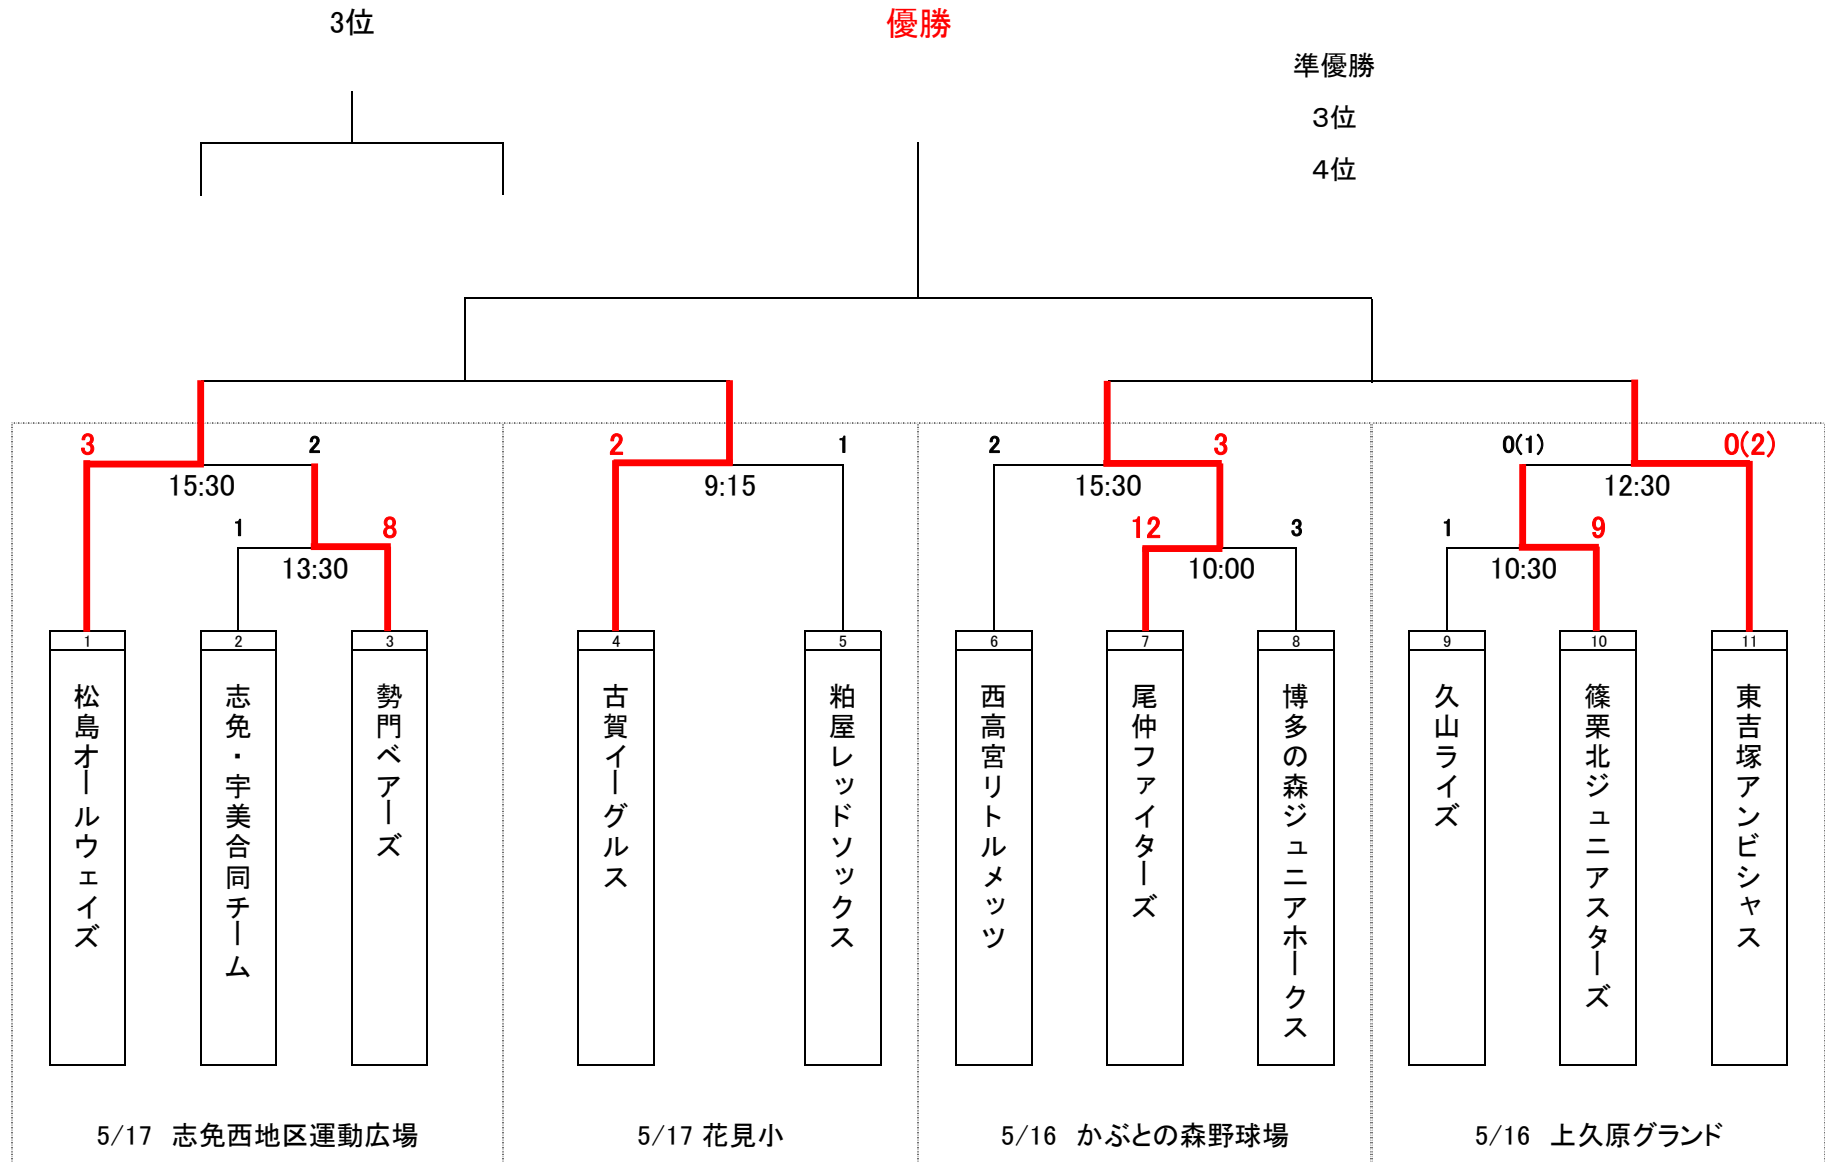 3位
優勝
準優勝
3位
4位
3
2
2
1
2
3
0(1)
0(2)
15:30
9:15
15:30
12:30
1
8
12
3
1
9
13:30
10:00
10:30
1
2
3
4
5
6
7
8
9
10
11
松島オールウェイズ
志免・宇美合同チーム
勢門ベアーズ
古賀イーグルス
粕屋レッドソックス
西高宮リトルメッツ
尾仲ファイターズ
博多の森ジュニアホークス
久山ライズ
篠栗北ジュニアスターズ
東吉塚アンビシャス
5/17 志免西地区運動広場
5/17 花見小
5/16 かぶとの森野球場
5/16 上久原グランド